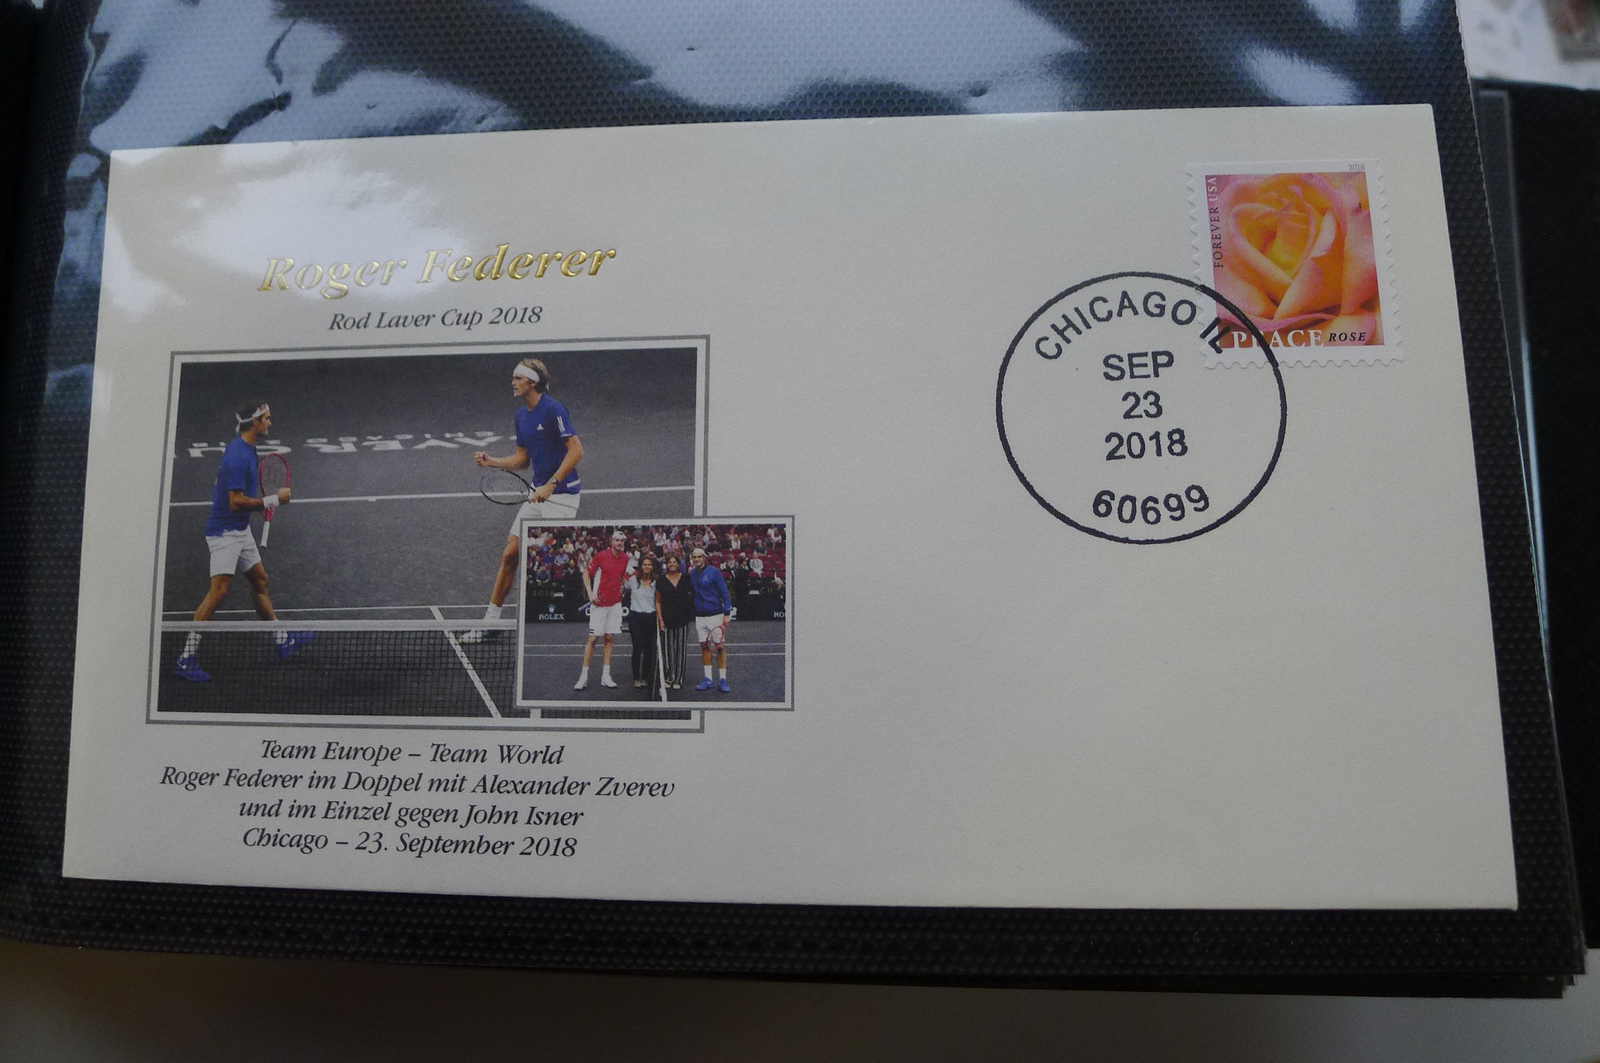 Roger Federer
Rod Laver Cup 2018
Team Europe – Team World
Roger Federer im Doppel mit Alexander Zverev
und im Einzel gegen John Isner
Chicago – 23. September 2018
2018
FOREVER USA
PEACE ROSE
CHICAGO IL
SEP
23
2018
60699
ROLEX